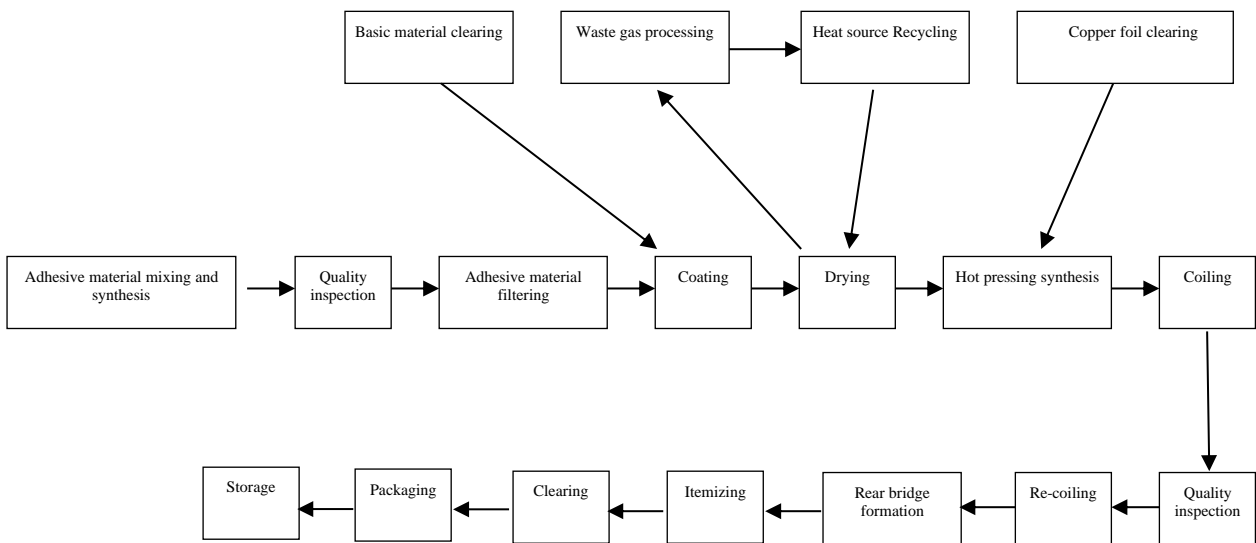 Basic material clearing
Waste gas processing
Heat source Recycling
Copper foil clearing
Adhesive material mixing and
synthesis
Quality
inspection
Adhesive material
filtering
Coating
Drying
Hot pressing synthesis
Coiling
Storage
Packaging
Clearing
Itemizing
Rear bridge
formation
Re-coiling
Quality
inspection